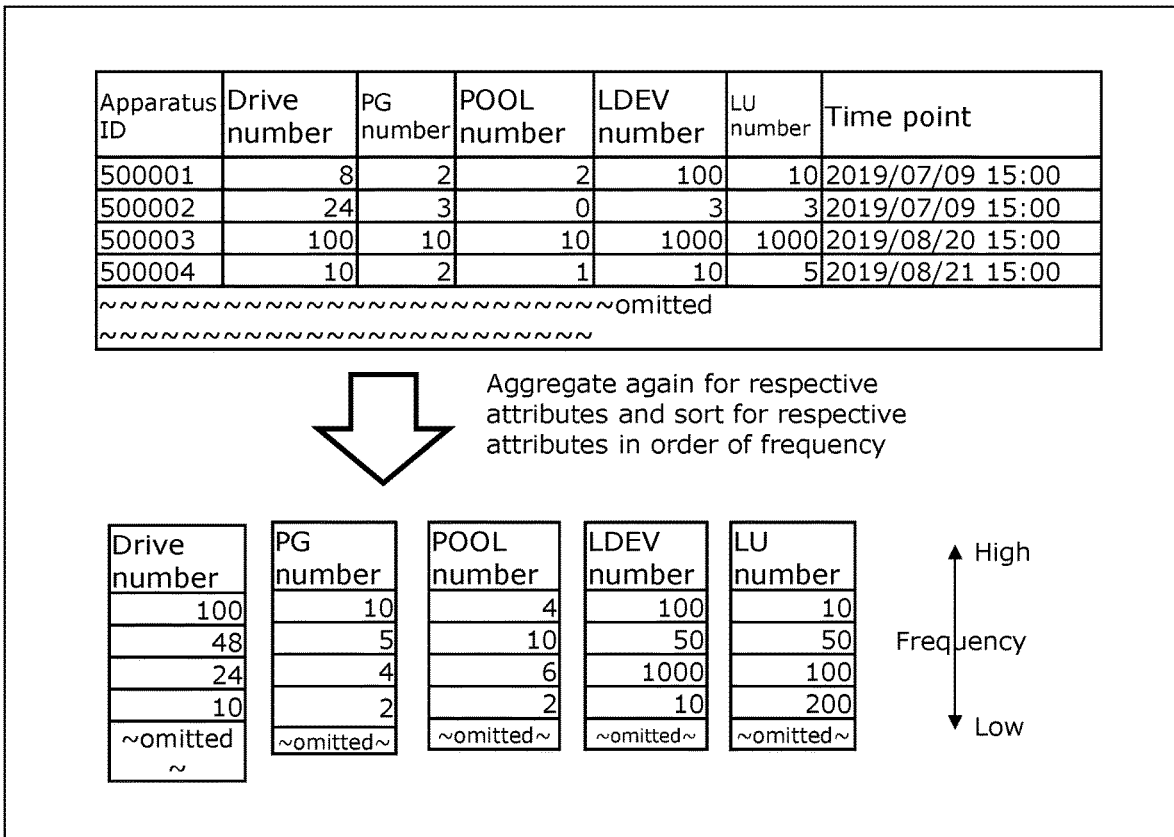 Apparatus ID Drive number PG number POOL number LDEV number LU number Time point
500001 8 2 2 100 10 2019/07/09 15:00
500002 24 3 0 3 3 2019/07/09 15:00
500003 100 10 10 1000 1000 2019/08/20 15:00
500004 10 2 1 10 5 2019/08/21 15:00
~~~~~~~~~~~~~~~~~~~~~~~~~omitted
~~~~~~~~~~~~~~~~~~~~~~~~
Aggregate again for respective
attributes and sort for respective
attributes in order of frequency
Drive number PG number POOL number LDEV number LU number
100 10 4 100 10
48 5 10 50 50
24 4 6 1000 100
10 2 2 10 200
~omitted~ ~omitted~ ~omitted~ ~omitted~ ~omitted~
High
Frequency
Low